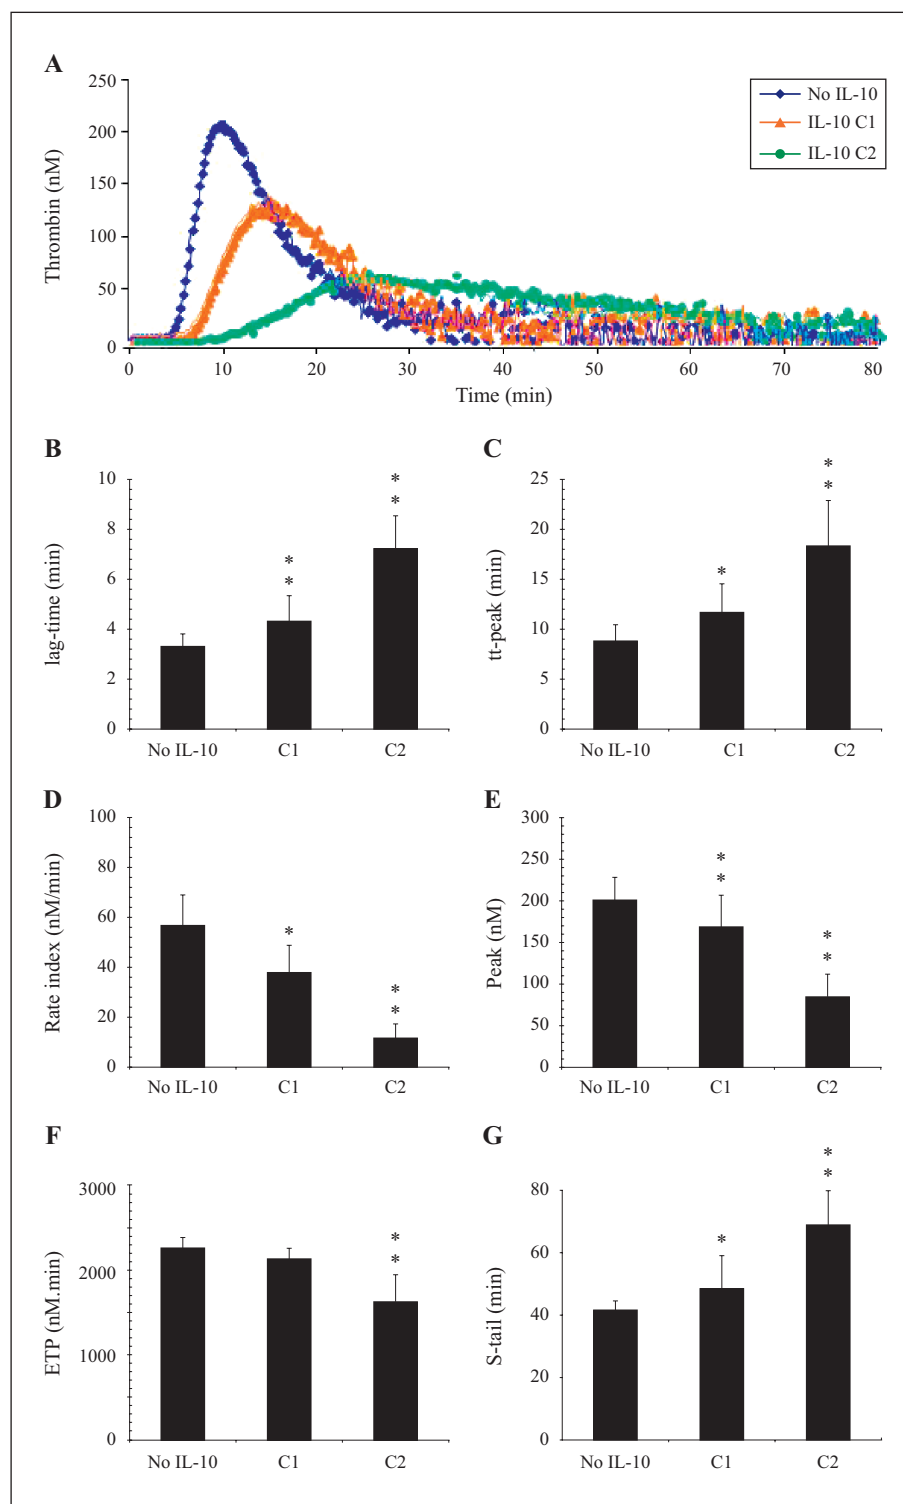 A
Thrombin (nM)
250
200
150
100
50
0
0 10 20 30 40 50 60 70 80
Time (min)
No IL-10
IL-10 C1
IL-10 C2
B
lag-time (min)
10
8
6
4
2
0
* *
* *
No IL-10 C1 C2
C
tt-peak (min)
25
20
15
10
5
0
*
* *
No IL-10 C1 C2
D
Rate index (nM/min)
100
80
60
40
20
0
*
* *
No IL-10 C1 C2
E
Peak (nM)
300
250
200
150
100
50
0
* *
* *
No IL-10 C1 C2
F
ETP (nM.min)
3000
2000
1000
0
* *
No IL-10 C1 C2
G
S-tail (min)
80
60
40
20
0
*
* *
No IL-10 C1 C2